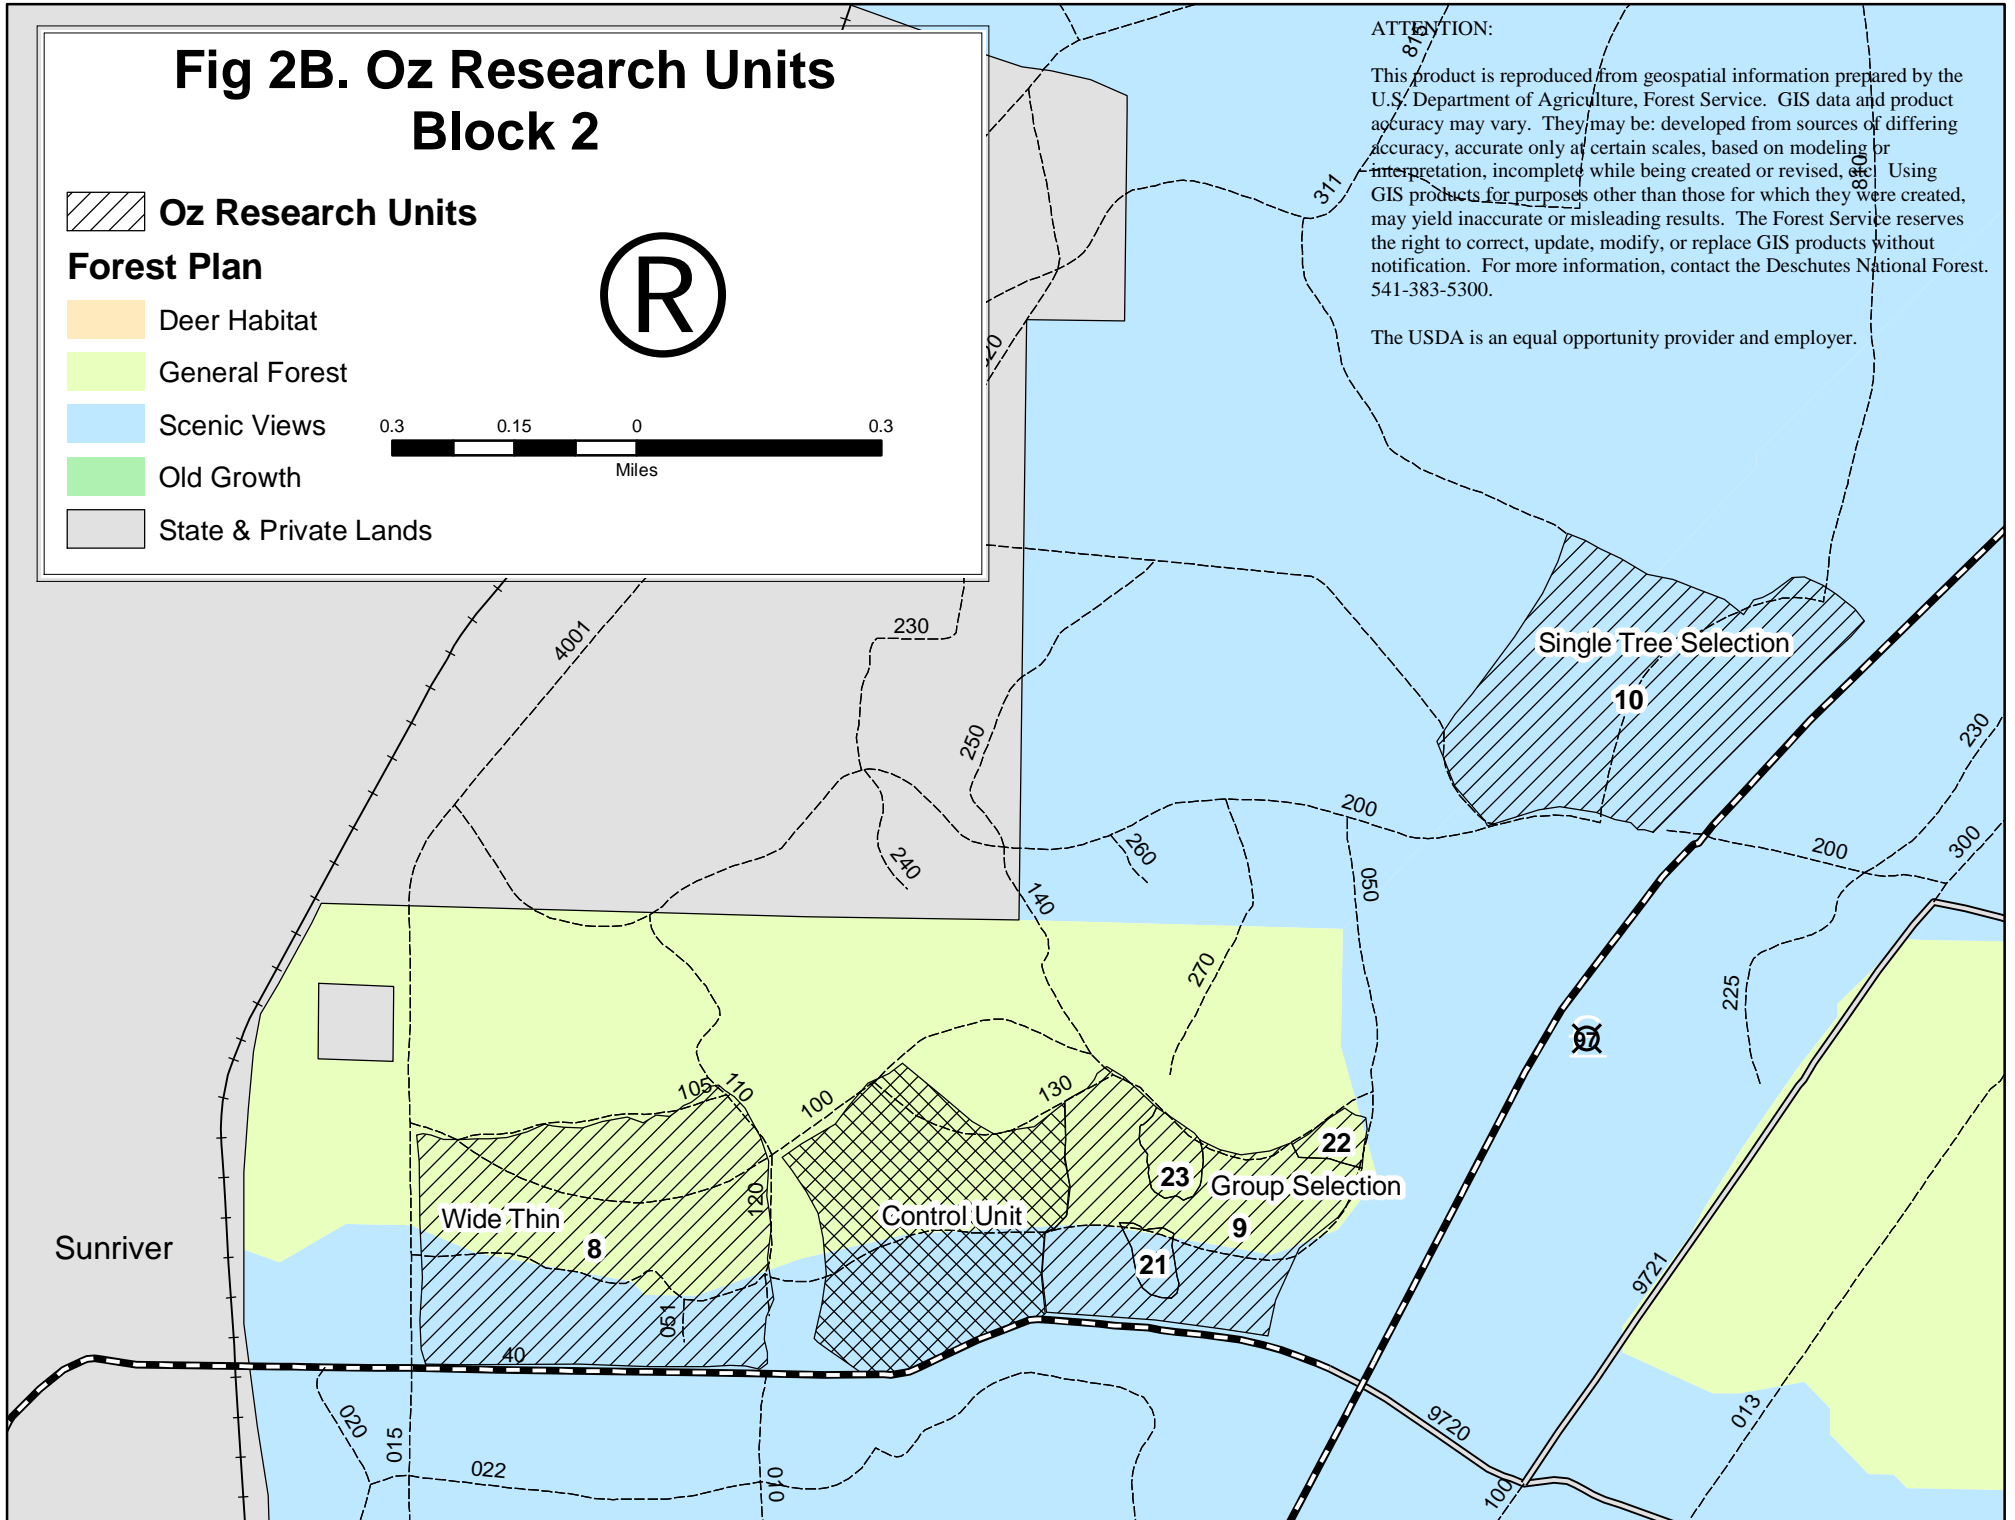 Fig 2B. Oz Research Units
Block 2
Oz Research Units
Forest Plan
Deer Habitat
General Forest
Scenic Views
Old Growth
State & Private Lands
®
0.3 0.15 0 0.3
Miles
ATTENTION:
This product is reproduced from geospatial information prepared by the
U.S. Department of Agriculture, Forest Service. GIS data and product
accuracy may vary. They may be: developed from sources of differing
accuracy, accurate only at certain scales, based on modeling or
interpretation, incomplete while being created or revised, etc. Using
GIS products for purposes other than those for which they were created,
may yield inaccurate or misleading results. The Forest Service reserves
the right to correct, update, modify, or replace GIS products without
notification. For more information, contact the Deschutes National Forest.
541-383-5300.
The USDA is an equal opportunity provider and employer.
311
810
4001
230
250
Single Tree Selection
10
230
200
300
200
260
240
050
140
270
225
97
105
110
100
130
22
23
Group Selection
9
120
Wide Thin
8
Control Unit
21
Sunriver
051
40
9721
020
015
022
010
9720
013
100